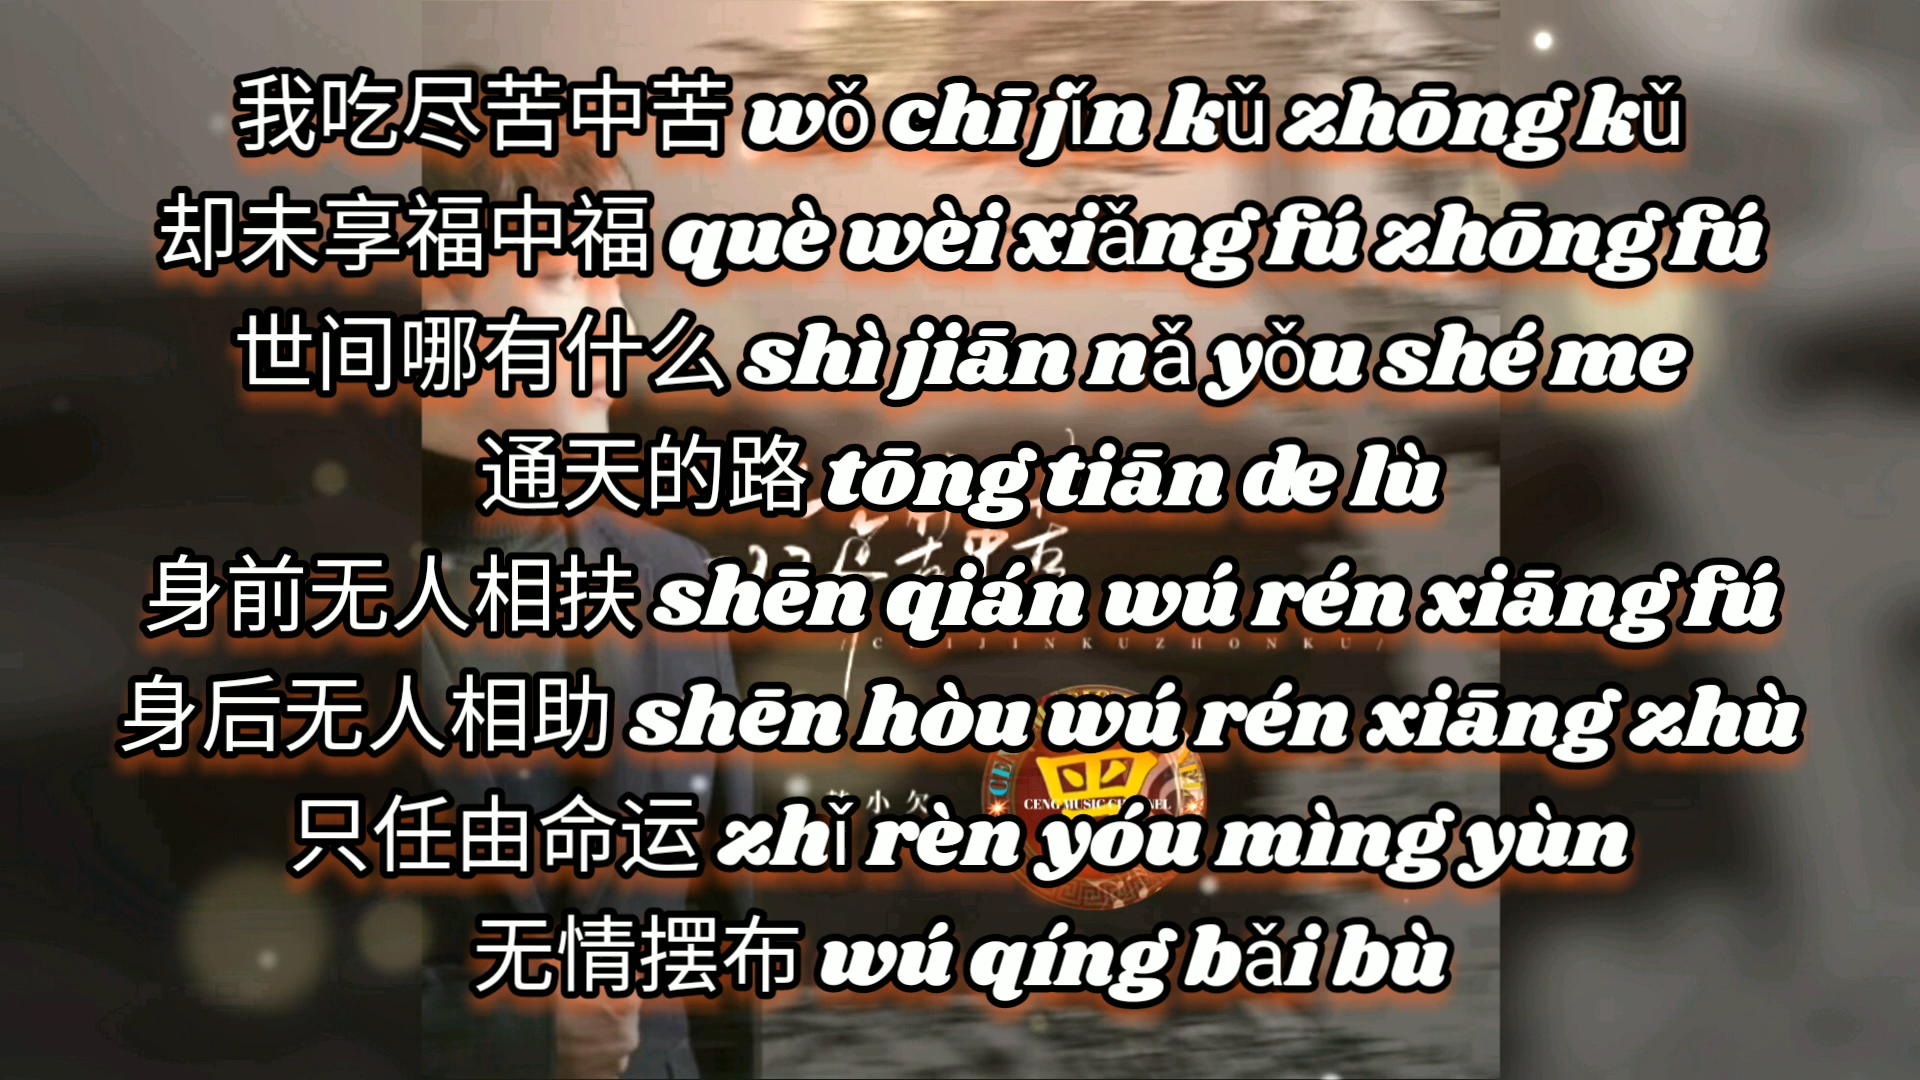 我吃尽苦中苦 wǒ chī jǐn kǔ zhōng kǔ
却未享福中福 què wèi xiǎng fú zhōng fú
世间哪有什么 shì jiān nǎ yǒu shé me
通天的路 tōng tiān de lù
身前无人相扶 shēn qián wú rén xiāng fú
身后无人相助 shēn hòu wú rén xiāng zhù
只任由命运 zhǐ rèn yóu mìng yùn
无情摆布 wú qíng bǎi bù
CENG MUSIC